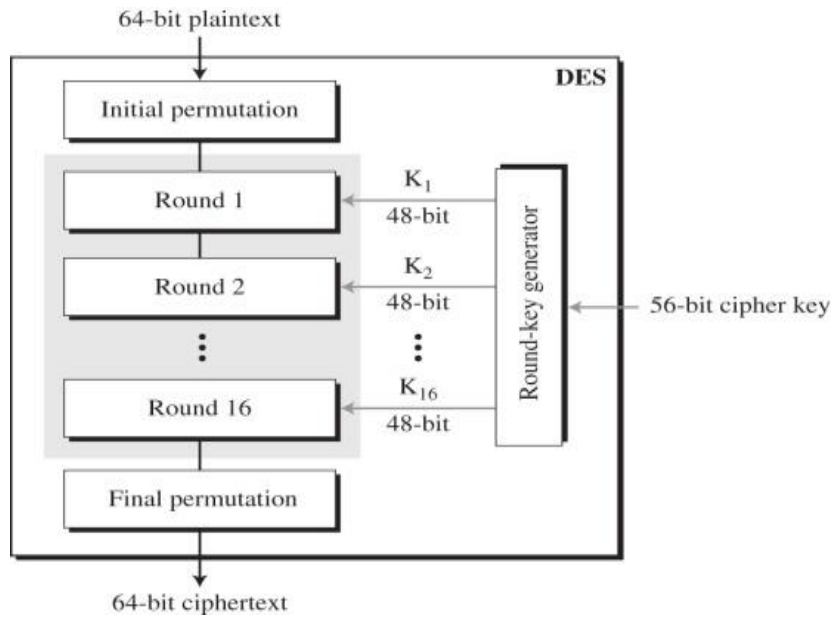 64-bit plaintext
DES
Initial permutation
Round 1
K₁
48-bit
Round 2
K₂
48-bit
Round-key generator
56-bit cipher key
Round 16
K₁₆
48-bit
Final permutation
64-bit ciphertext